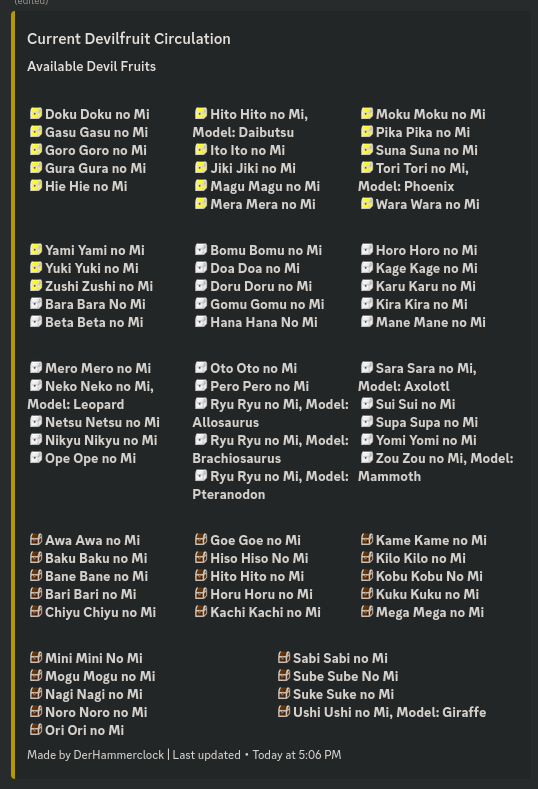 (edited)
Current Devilfruit Circulation
Available Devil Fruits
Doku Doku no Mi
Gasu Gasu no Mi
Goro Goro no Mi
Gura Gura no Mi
Hie Hie no Mi
Hito Hito no Mi,
Model: Daibutsu
Ito Ito no Mi
Jiki Jiki no Mi
Magu Magu no Mi
Mera Mera no Mi
Moku Moku no Mi
Pika Pika no Mi
Suna Suna no Mi
Tori Tori no Mi,
Model: Phoenix
Wara Wara no Mi
Yami Yami no Mi
Yuki Yuki no Mi
Zushi Zushi no Mi
Bara Bara No Mi
Beta Beta no Mi
Bomu Bomu no Mi
Doa Doa no Mi
Doru Doru no Mi
Gomu Gomu no Mi
Hana Hana No Mi
Horo Horo no Mi
Kage Kage no Mi
Karu Karu no Mi
Kira Kira no Mi
Mane Mane no Mi
Mero Mero no Mi
Neko Neko no Mi,
Model: Leopard
Netsu Netsu no Mi
Nikyu Nikyu no Mi
Ope Ope no Mi
Oto Oto no Mi
Pero Pero no Mi
Ryu Ryu no Mi, Model:
Allosaurus
Ryu Ryu no Mi, Model:
Brachiosaurus
Ryu Ryu no Mi, Model:
Pteranodon
Sara Sara no Mi,
Model: Axolotl
Sui Sui no Mi
Supa Supa no Mi
Yomi Yomi no Mi
Zou Zou no Mi, Model:
Mammoth
Awa Awa no Mi
Baku Baku no Mi
Bane Bane no Mi
Bari Bari no Mi
Chiyu Chiyu no Mi
Goe Goe no Mi
Hiso Hiso No Mi
Hito Hito no Mi
Horu Horu no Mi
Kachi Kachi no Mi
Kame Kame no Mi
Kilo Kilo no Mi
Kobu Kobu No Mi
Kuku Kuku no Mi
Mega Mega no Mi
Mini Mini No Mi
Mogu Mogu no Mi
Nagi Nagi no Mi
Noro Noro no Mi
Ori Ori no Mi
Sabi Sabi no Mi
Sube Sube No Mi
Suke Suke no Mi
Ushi Ushi no Mi, Model: Giraffe
Made by DerHammerclock | Last updated • Today at 5:06 PM